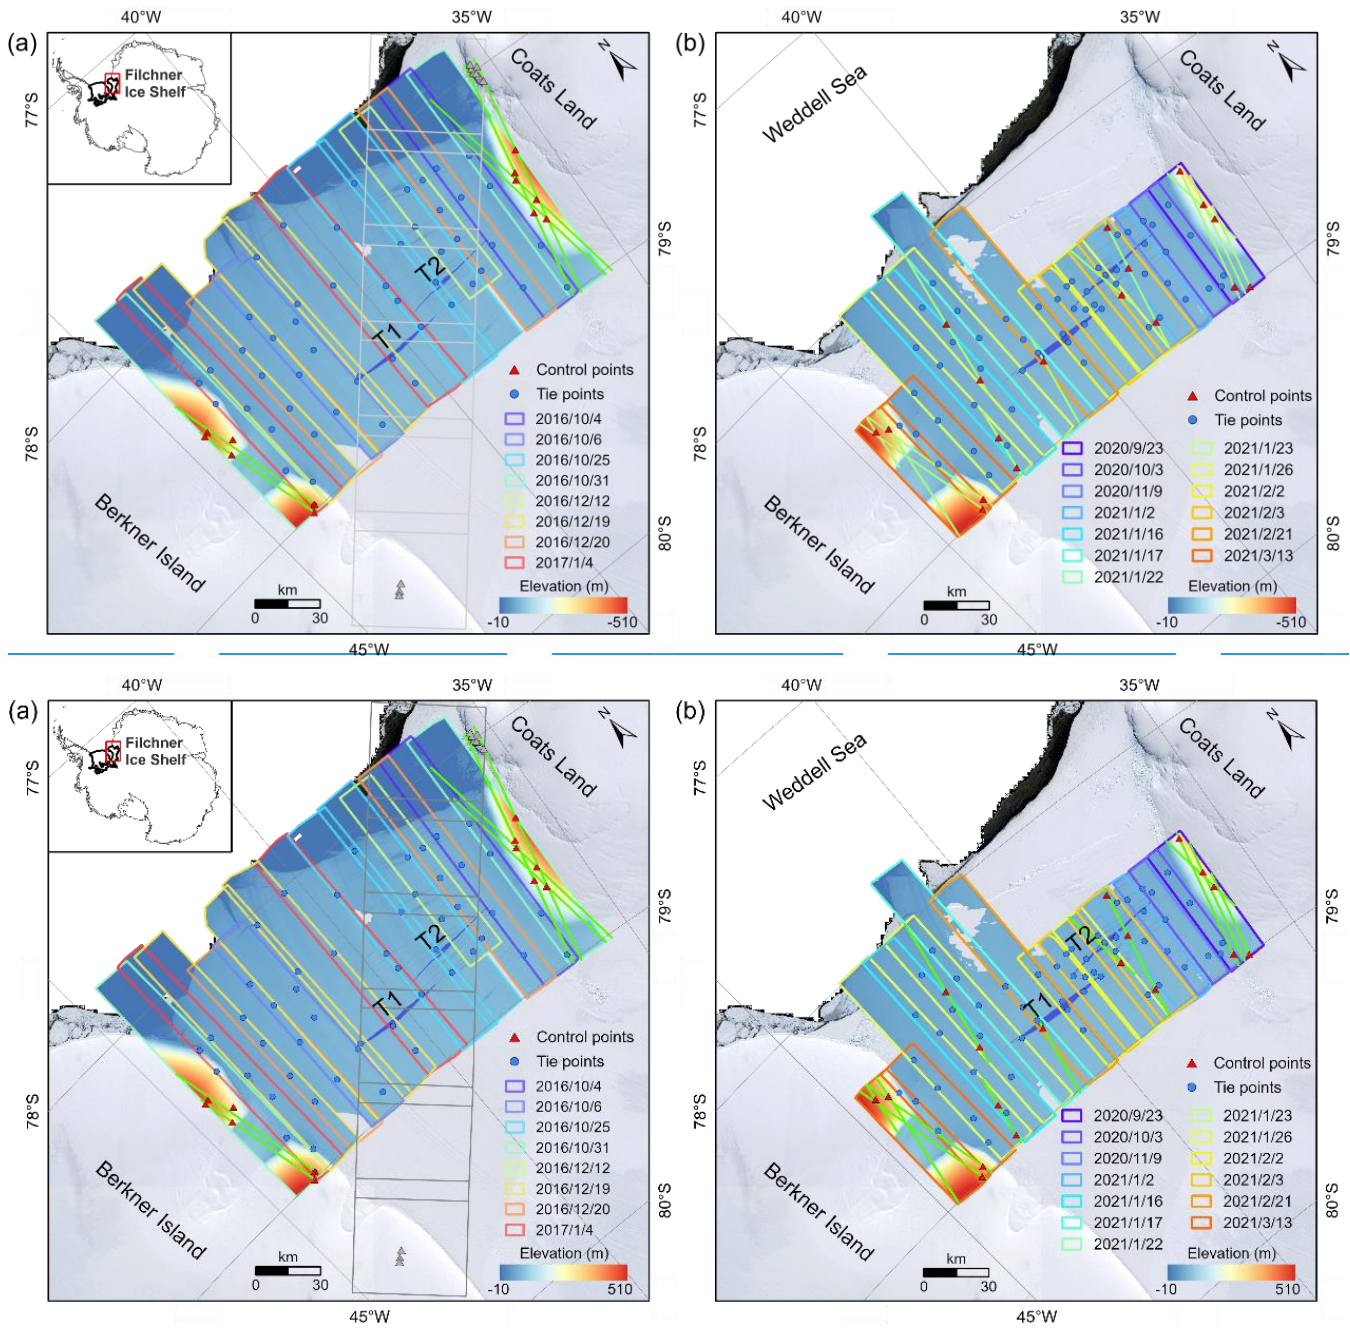 40°W
35°W
(a)
Filchner
Ice Shelf
Coats Land
N
77°S
79°S
T2
T1
78°S
80°S
Berkner Island
Control points
Tie points
2016/10/4
2016/10/6
2016/10/25
2016/10/31
2016/12/12
2016/12/19
2016/12/20
2017/1/4
km
0
30
Elevation (m)
-10
-510
45°W
40°W
35°W
(b)
Weddell Sea
Coats Land
N
77°S
79°S
78°S
80°S
Berkner Island
Control points
Tie points
2020/9/23
2020/10/3
2020/11/9
2021/1/2
2021/1/16
2021/1/17
2021/1/22
2021/1/23
2021/1/26
2021/2/2
2021/2/3
2021/2/21
2021/3/13
km
0
30
Elevation (m)
-10
-510
45°W
40°W
35°W
(a)
Filchner
Ice Shelf
Coats Land
N
77°S
79°S
T2
T1
78°S
80°S
Berkner Island
Control points
Tie points
2016/10/4
2016/10/6
2016/10/25
2016/10/31
2016/12/12
2016/12/19
2016/12/20
2017/1/4
km
0
30
Elevation (m)
-10
510
45°W
40°W
35°W
(b)
Weddell Sea
Coats Land
N
77°S
79°S
T2
T1
78°S
80°S
Berkner Island
Control points
Tie points
2020/9/23
2020/10/3
2020/11/9
2021/1/2
2021/1/16
2021/1/17
2021/1/22
2021/1/23
2021/1/26
2021/2/2
2021/2/3
2021/2/21
2021/3/13
km
0
30
Elevation (m)
-10
510
45°W